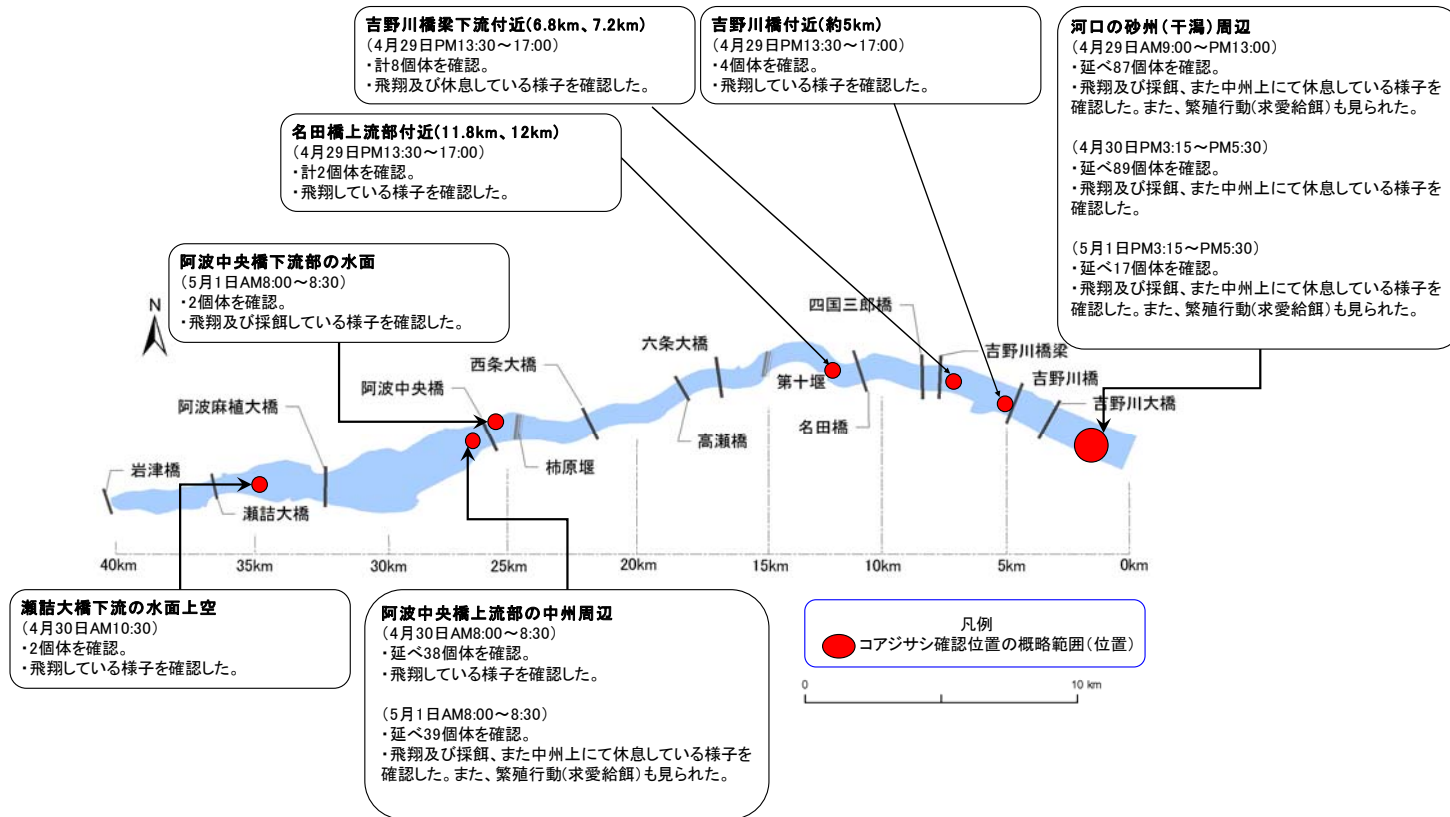 吉野川橋梁下流付近(6.8km、7.2km)
(4月29日PM13:30～17:00)
・計8個体を確認。
・飛翔及び休息している様子を確認した。
吉野川橋付近(約5km)
(4月29日PM13:30～17:00)
・4個体を確認。
・飛翔している様子を確認した。
河口の砂州(干潟)周辺
(4月29日AM9:00～PM13:00)
・延べ87個体を確認。
・飛翔及び採餌、また中州上にて休息している様子を
確認した。また、繁殖行動(求愛給餌)も見られた。
(4月30日PM3:15～PM5:30)
・延べ89個体を確認。
・飛翔及び採餌、また中州上にて休息している様子を
確認した。
(5月1日PM3:15～PM5:30)
・延べ17個体を確認。
・飛翔及び採餌、また中州上にて休息している様子を
確認した。また、繁殖行動(求愛給餌)も見られた。
名田橋上流部付近(11.8km、12km)
(4月29日PM13:30～17:00)
・計2個体を確認。
・飛翔している様子を確認した。
阿波中央橋下流部の水面
(5月1日AM8:00～8:30)
・2個体を確認。
・飛翔及び採餌している様子を確認した。
N
岩津橋
瀬詰大橋
阿波麻植大橋
阿波中央橋
柿原堰
西条大橋
高瀬橋
六条大橋
第十堰
名田橋
四国三郎橋
吉野川橋梁
吉野川橋
吉野川大橋
40km
35km
30km
25km
20km
15km
10km
5km
0km
瀬詰大橋下流の水面上空
(4月30日AM10:30)
・2個体を確認。
・飛翔している様子を確認した。
阿波中央橋上流部の中州周辺
(4月30日AM8:00～8:30)
・延べ38個体を確認。
・飛翔している様子を確認した。
(5月1日AM8:00～8:30)
・延べ39個体を確認。
・飛翔及び採餌、また中州上にて休息している様子を
確認した。また、繁殖行動(求愛給餌)も見られた。
凡例
コアジサシ確認位置の概略範囲(位置)
0
10 km